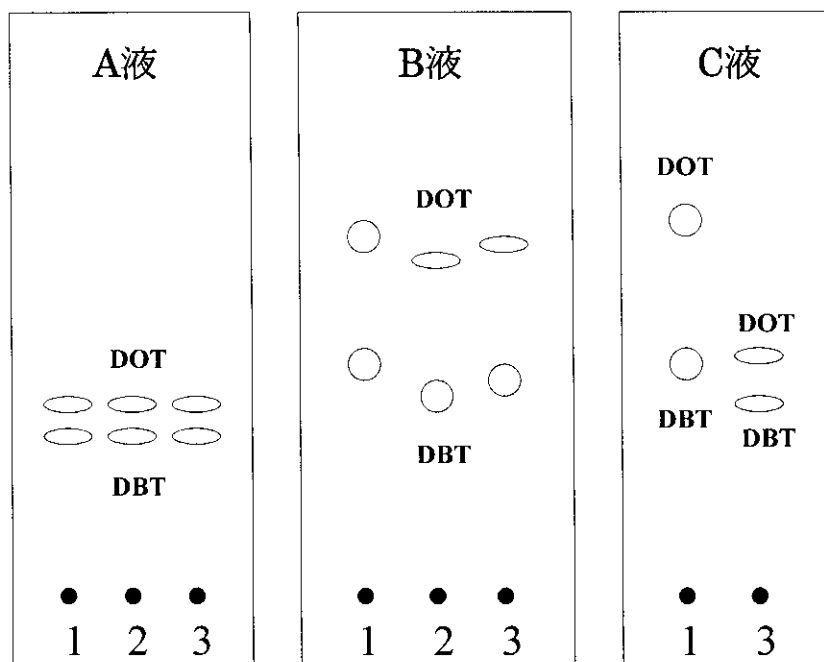 A液
DOT
DBT
1 2 3
B液
DOT
DBT
1 2 3
C液
DOT
DOT
DBT
DBT
1 3